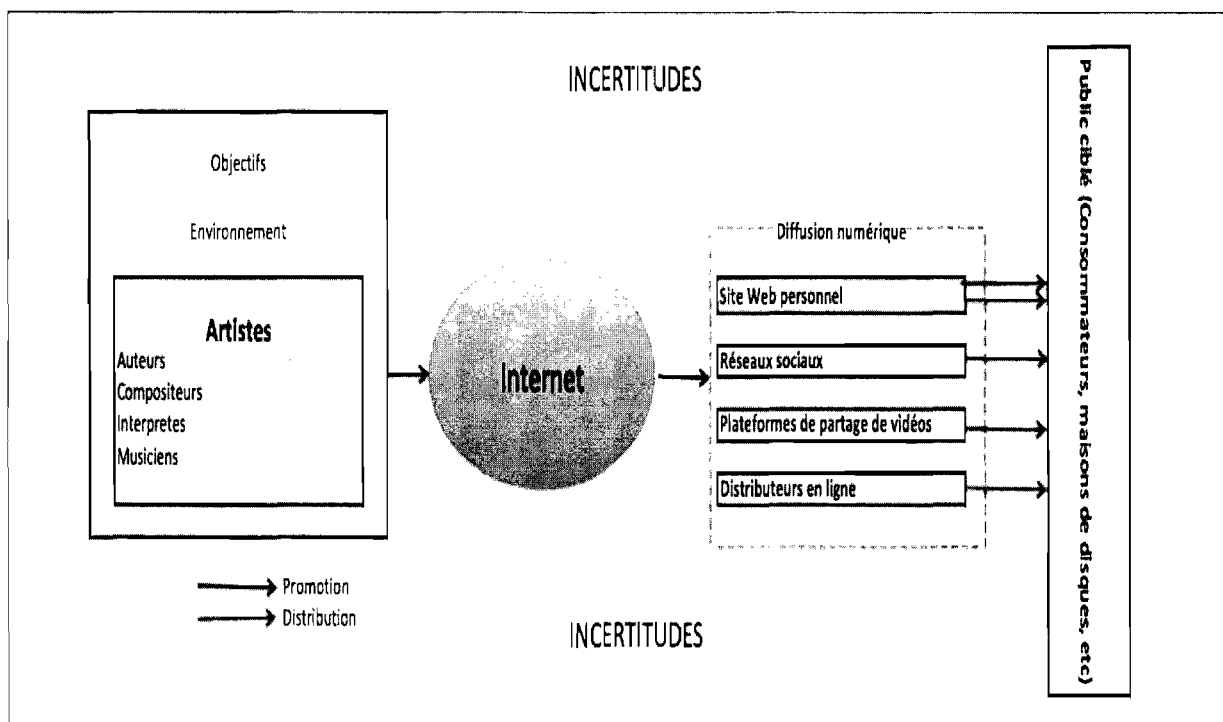 INCERTITUDES
Objectifs
Environnement
Artistes
Auteurs
Compositeurs
Interpretes
Musiciens
Internet
Diffusion numérique
Site Web personnel
Réseaux sociaux
Plateformes de partage de vidéos
Distributeurs en ligne
Public ciblé (Consommateurs, maisons de disques, etc)
Promotion
Distribution
INCERTITUDES